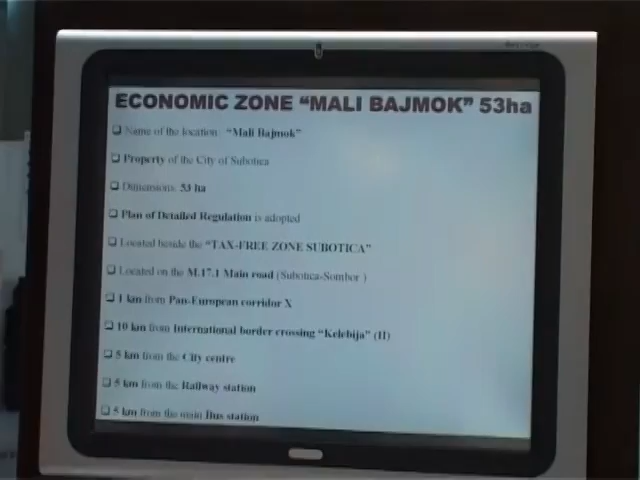 ECONOMIC ZONE “MALI BAJMOK” 53ha
❑ Name of the location: “Mali Bajmok”
❑ Property of the City of Subotica
❑ Dimensions: 53 ha
❑ Plan of Detailed Regulation is adopted
❑ Located beside the “TAX-FREE ZONE SUBOTICA”
❑ Located on the M.17.1 Main road (Subotica-Sombor )
❑ 1 km from Pan-European corridor X
❑ 10 km from International border crossing “Kelebija” (H)
❑ 5 km from the City centre
❑ 5 km from the Railway station
❑ 5 km from the main Bus station